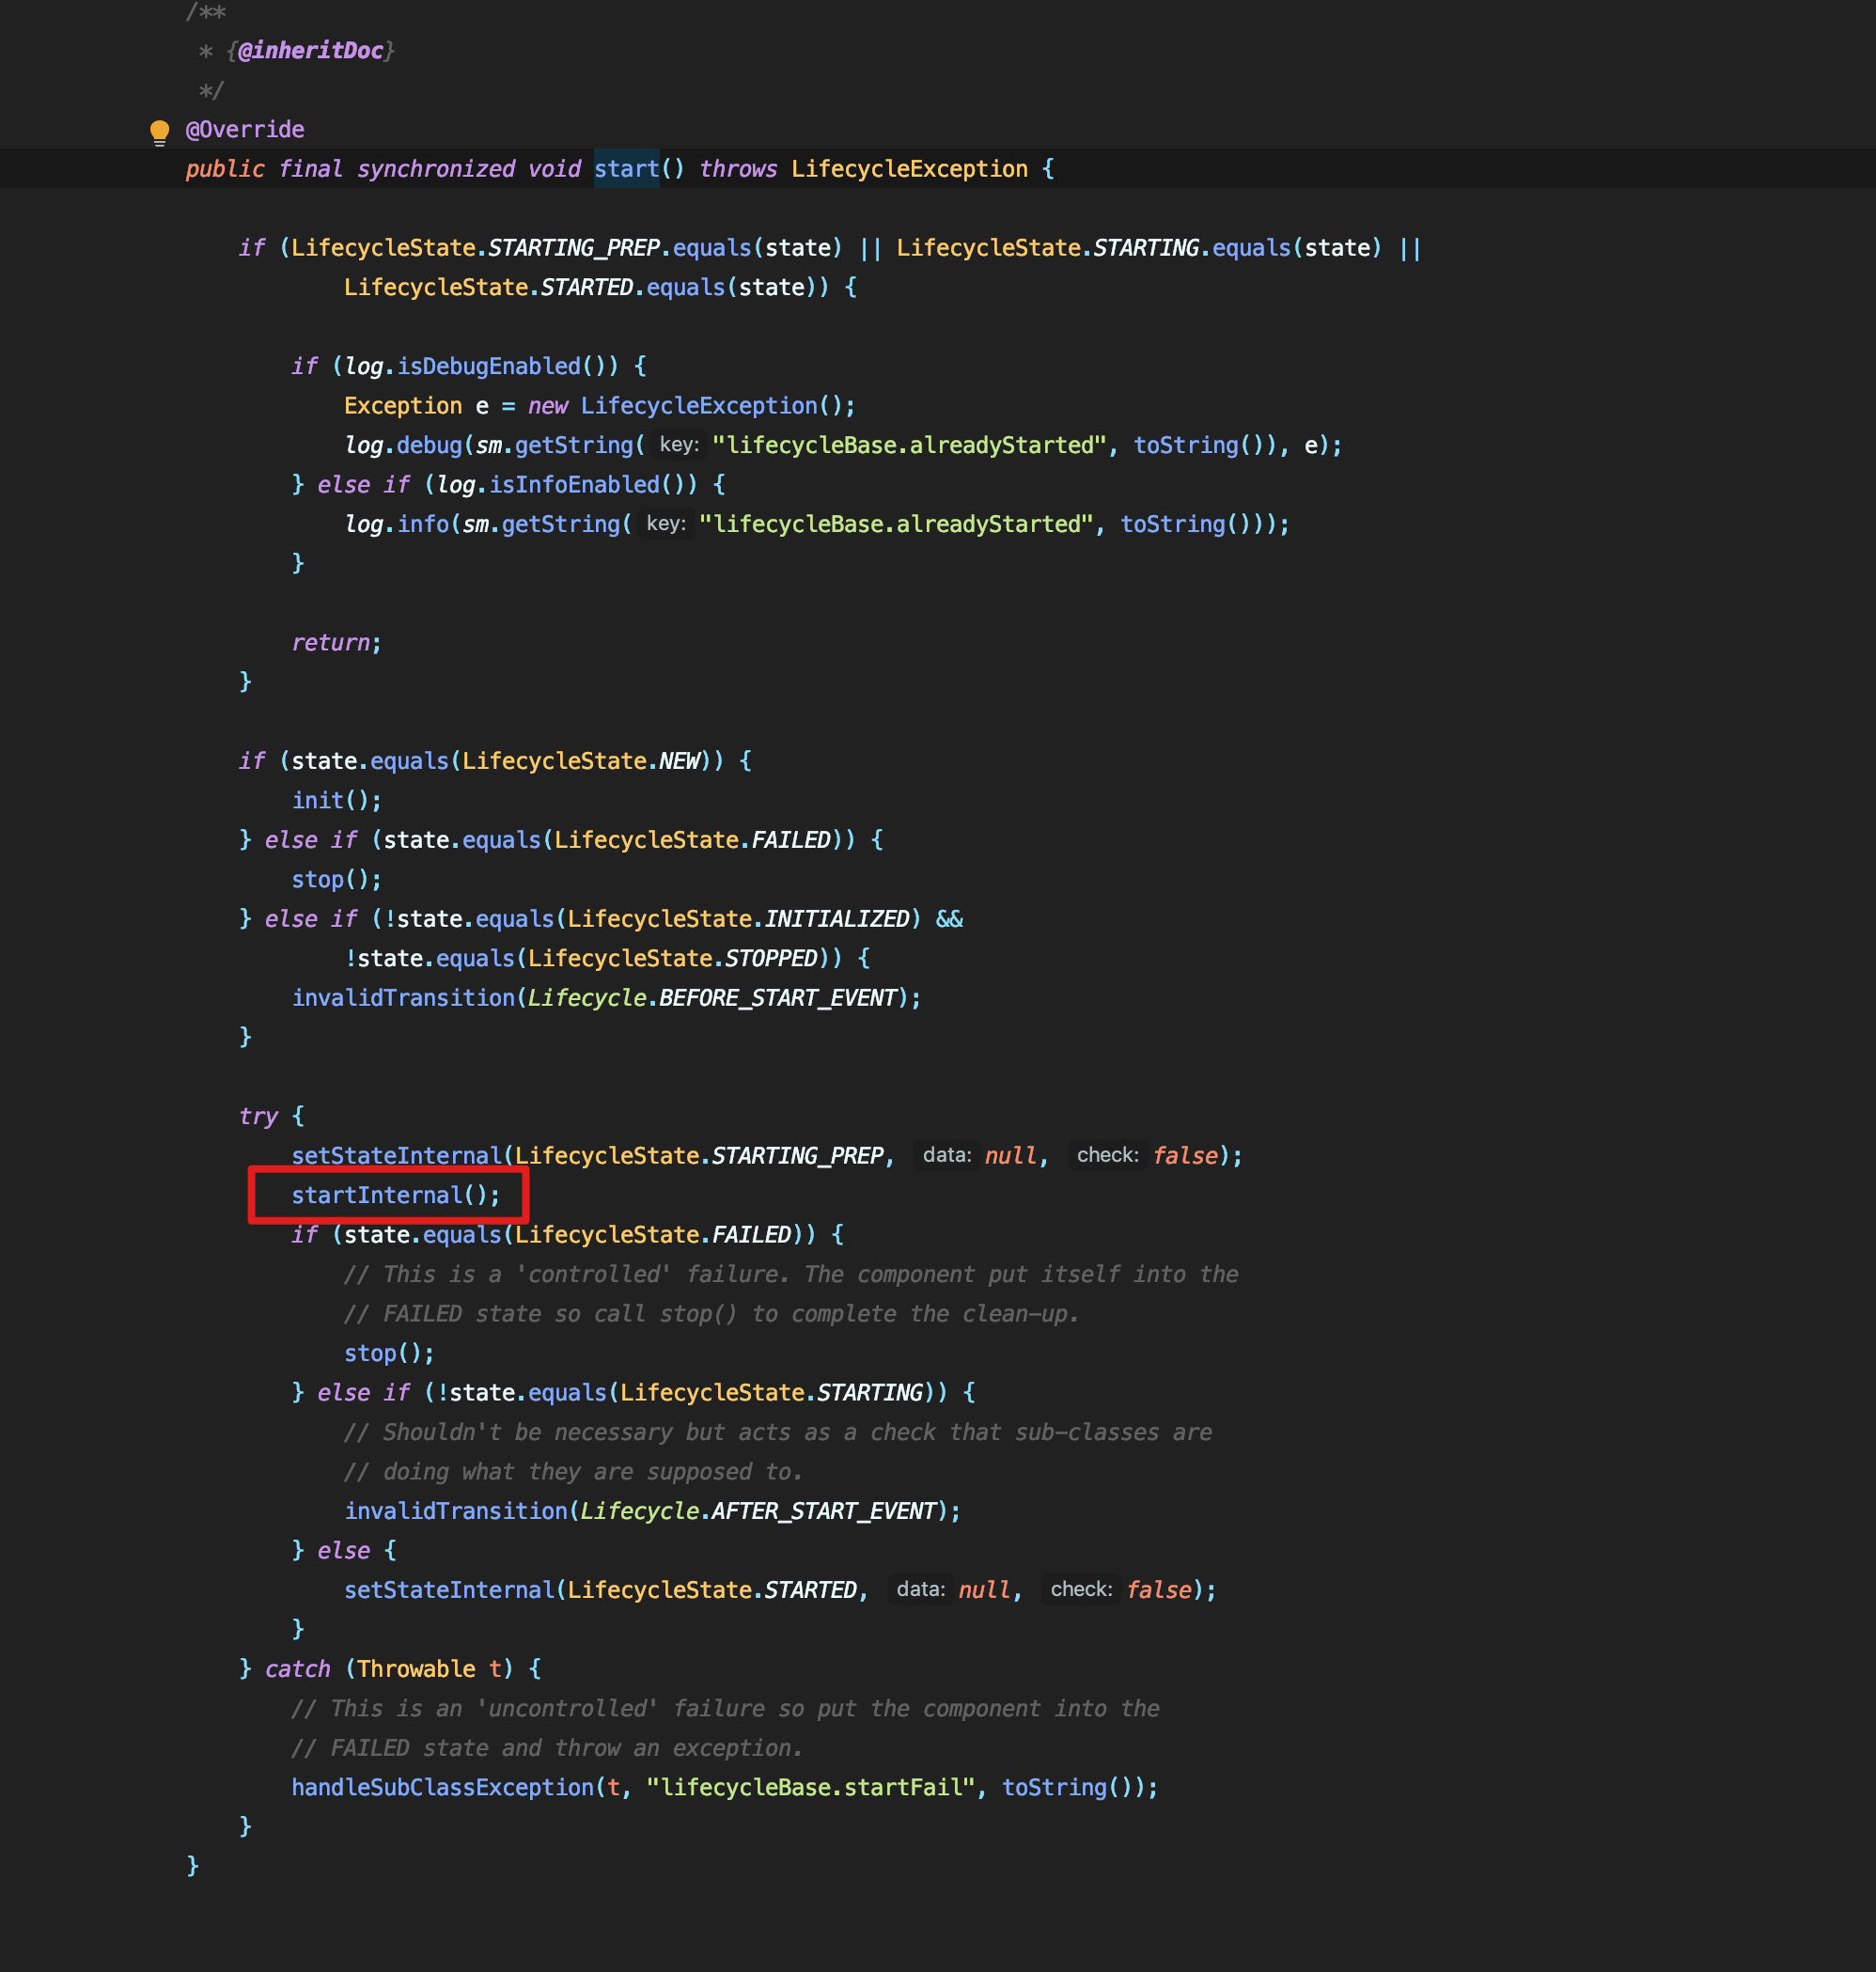 /**
 * {@inheritDoc}
 */
@Override
public final synchronized void start() throws LifecycleException {
if (LifecycleState.STARTING_PREP.equals(state) || LifecycleState.STARTING.equals(state) ||
LifecycleState.STARTED.equals(state)) {
if (log.isDebugEnabled()) {
Exception e = new LifecycleException();
log.debug(sm.getString( key: "lifecycleBase.alreadyStarted", toString()), e);
} else if (log.isInfoEnabled()) {
log.info(sm.getString( key: "lifecycleBase.alreadyStarted", toString()));
}
return;
}
if (state.equals(LifecycleState.NEW)) {
init();
} else if (state.equals(LifecycleState.FAILED)) {
stop();
} else if (!state.equals(LifecycleState.INITIALIZED) &&
!state.equals(LifecycleState.STOPPED)) {
invalidTransition(Lifecycle.BEFORE_START_EVENT);
}
try {
setStateInternal(LifecycleState.STARTING_PREP, data: null, check: false);
startInternal();
if (state.equals(LifecycleState.FAILED)) {
// This is a 'controlled' failure. The component put itself into the
// FAILED state so call stop() to complete the clean-up.
stop();
} else if (!state.equals(LifecycleState.STARTING)) {
// Shouldn't be necessary but acts as a check that sub-classes are
// doing what they are supposed to.
invalidTransition(Lifecycle.AFTER_START_EVENT);
} else {
setStateInternal(LifecycleState.STARTED, data: null, check: false);
}
} catch (Throwable t) {
// This is an 'uncontrolled' failure so put the component into the
// FAILED state and throw an exception.
handleSubClassException(t, "lifecycleBase.startFail", toString());
}
}